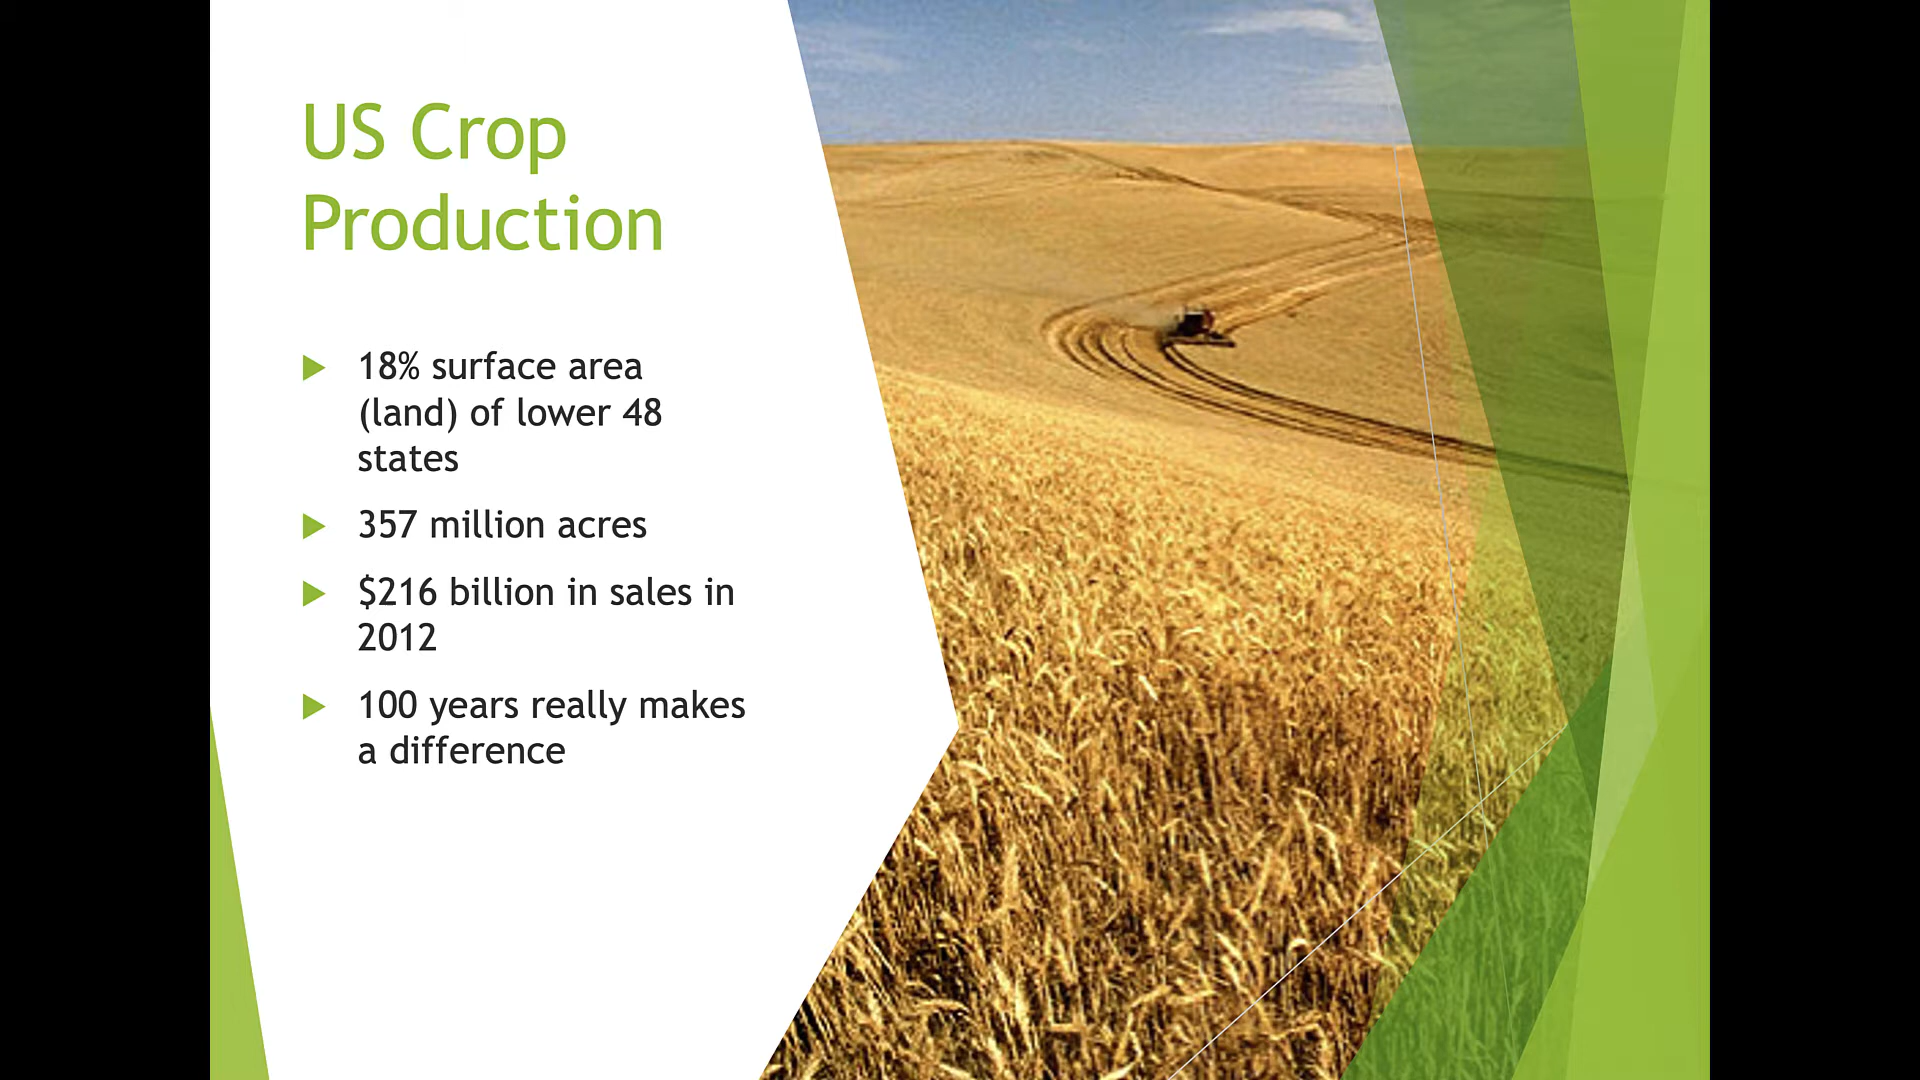 US Crop
Production
18% surface area
(land) of lower 48
states
357 million acres
$216 billion in sales in
2012
100 years really makes
a difference